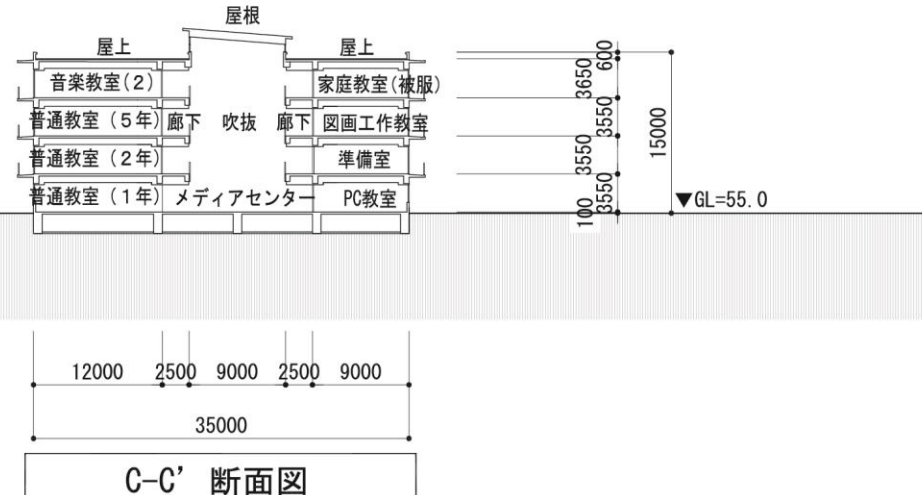 屋根
屋上 屋上
音楽教室(2) 家庭教室(被服)
普通教室(5年) 廊下 吹抜 廊下 図画工作教室
普通教室(2年) 準備室
普通教室(1年) メディアセンター PC教室
600
3650
3550
3550
3550
100
15000
▼GL=55.0
12000 2500 9000 2500 9000
35000
C-C’ 断面図